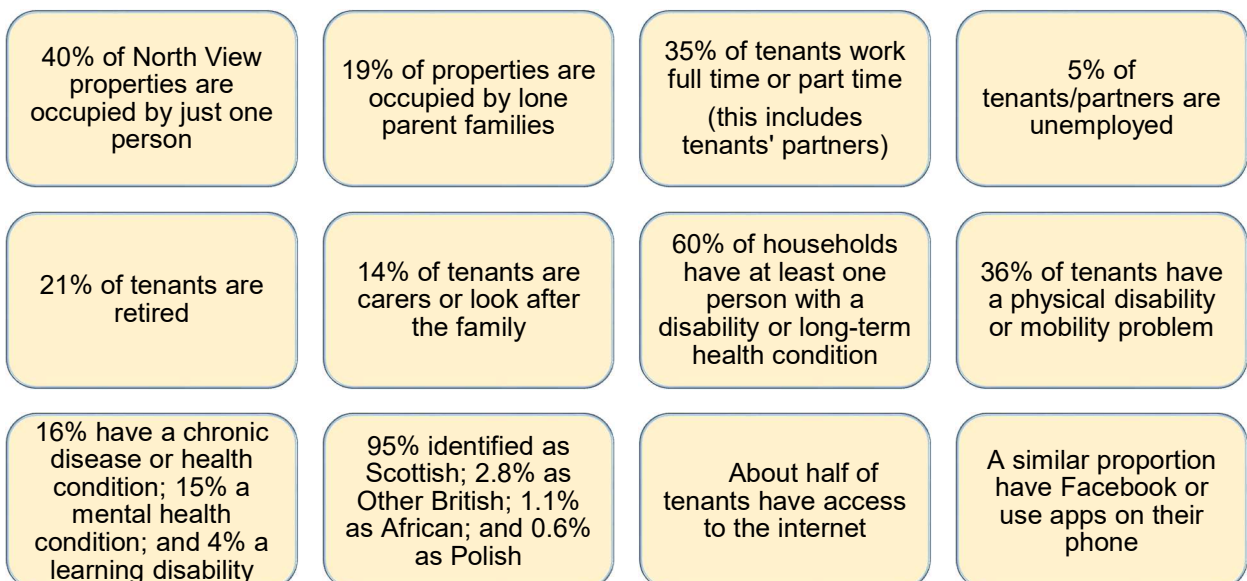 40% of North View
properties are
occupied by just one
person
19% of properties are
occupied by lone
parent families
35% of tenants work
full time or part time
(this includes
tenants' partners)
5% of
tenants/partners are
unemployed
21% of tenants are
retired
14% of tenants are
carers or look after
the family
60% of households
have at least one
person with a
disability or long-term
health condition
36% of tenants have
a physical disability
or mobility problem
16% have a chronic
disease or health
condition; 15% a
mental health
condition; and 4% a
learning disability
95% identified as
Scottish; 2.8% as
Other British; 1.1%
as African; and 0.6%
as Polish
About half of
tenants have access
to the internet
A similar proportion
have Facebook or
use apps on their
phone